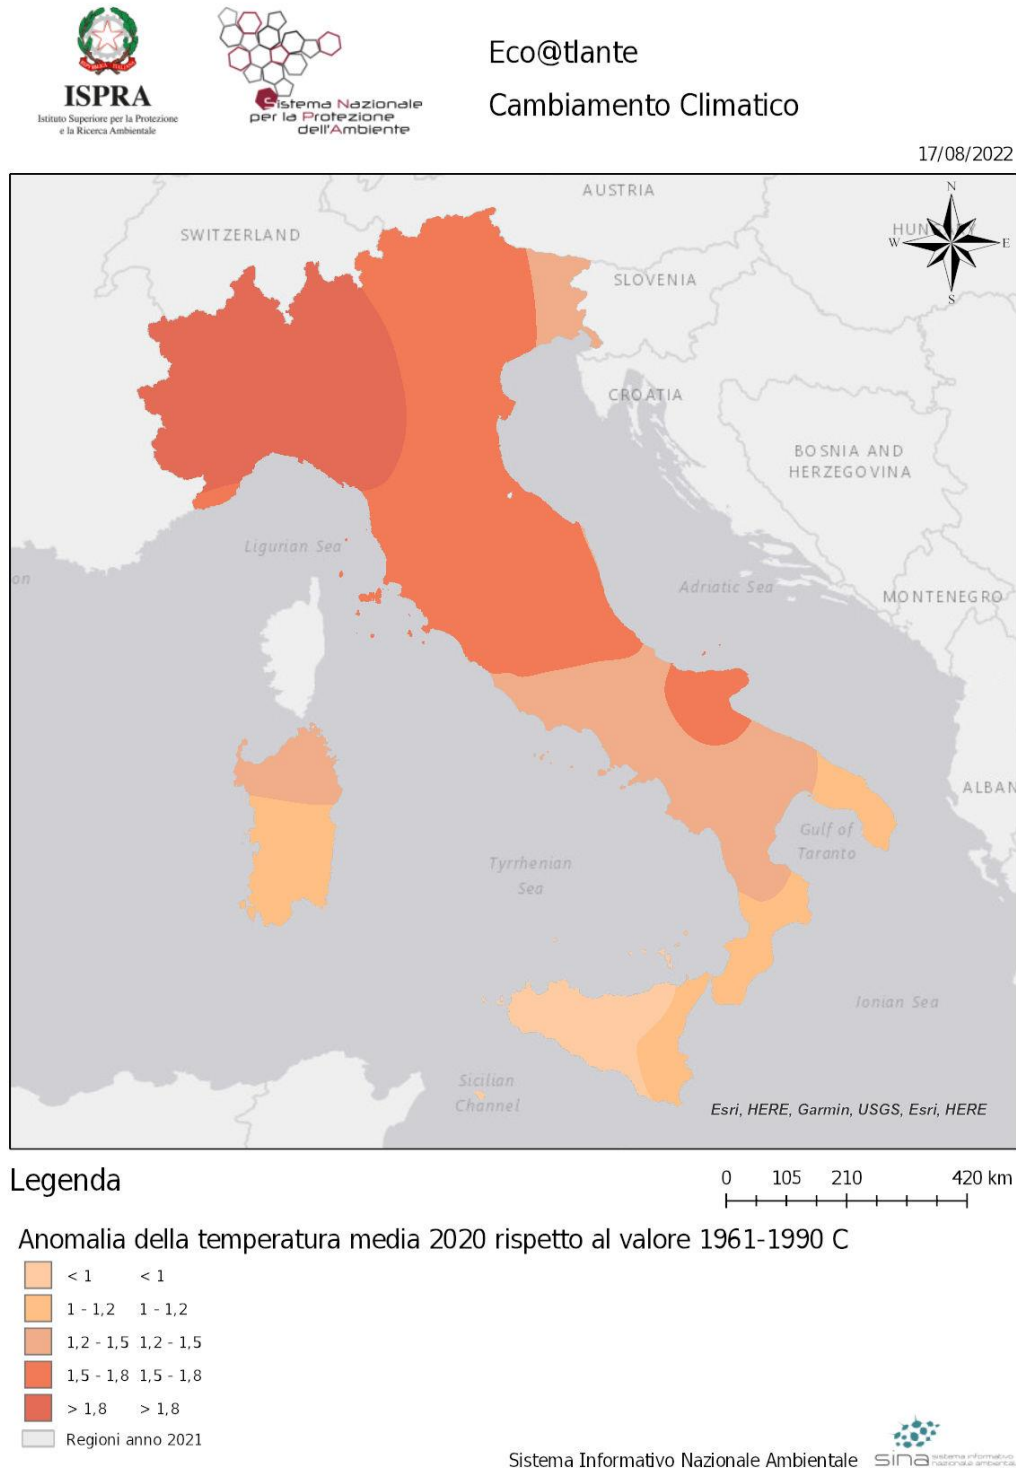 ISPRA
Istituto Superiore per la Protezione
e la Ricerca Ambientale
Sistema Nazionale
per la Protezione
dell'Ambiente
Eco@tlante
Cambiamento Climatico
17/08/2022
AUSTRIA
N
SWITZERLAND
W
E
S
SLOVENIA
CROATIA
BOSNIA AND
HERZEGOVINA
Ligurian Sea
on
Adriatic Sea
MONTENEGRO
ALBAN
Gulf of
Taranto
Tyrrhenian
Sea
Ionian Sea
Sicilian
Channel
Esri, HERE, Garmin, USGS, Esri, HERE
Legenda
0 105 210 420 km
Anomalia della temperatura media 2020 rispetto al valore 1961-1990 C
< 1 < 1
1 - 1,2 1 - 1,2
1,2 - 1,5 1,2 - 1,5
1,5 - 1,8 1,5 - 1,8
> 1,8 > 1,8
Regioni anno 2021
Sistema Informativo Nazionale Ambientale
sina
sistema informativo
nazionale ambientale